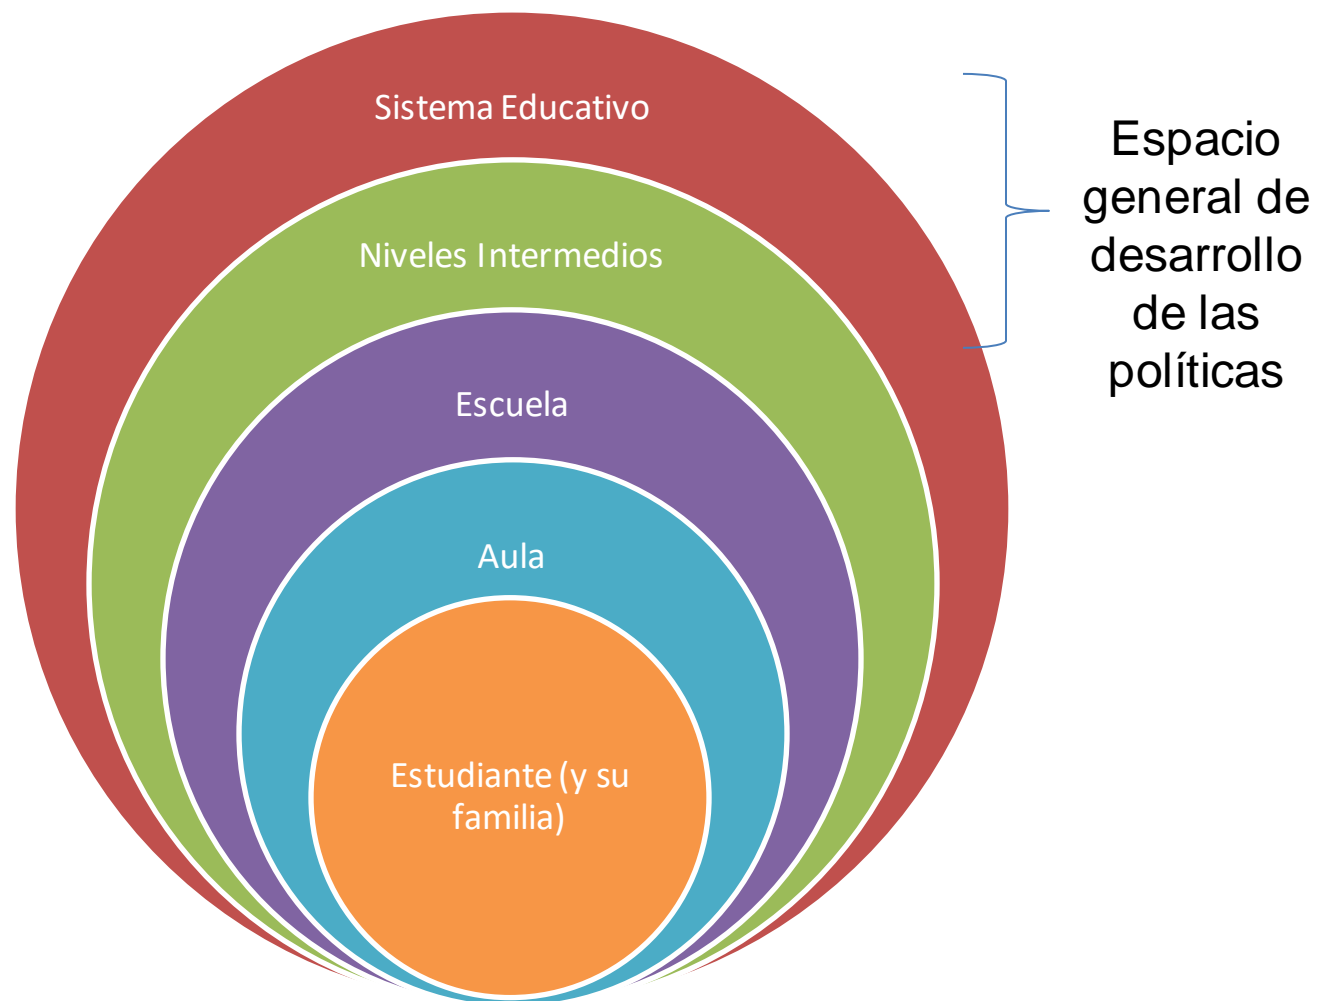 Sistema Educativo
Niveles Intermedios
Escuela
Aula
Estudiante (y su
familia)
Espacio
general de
desarrollo
de las
políticas